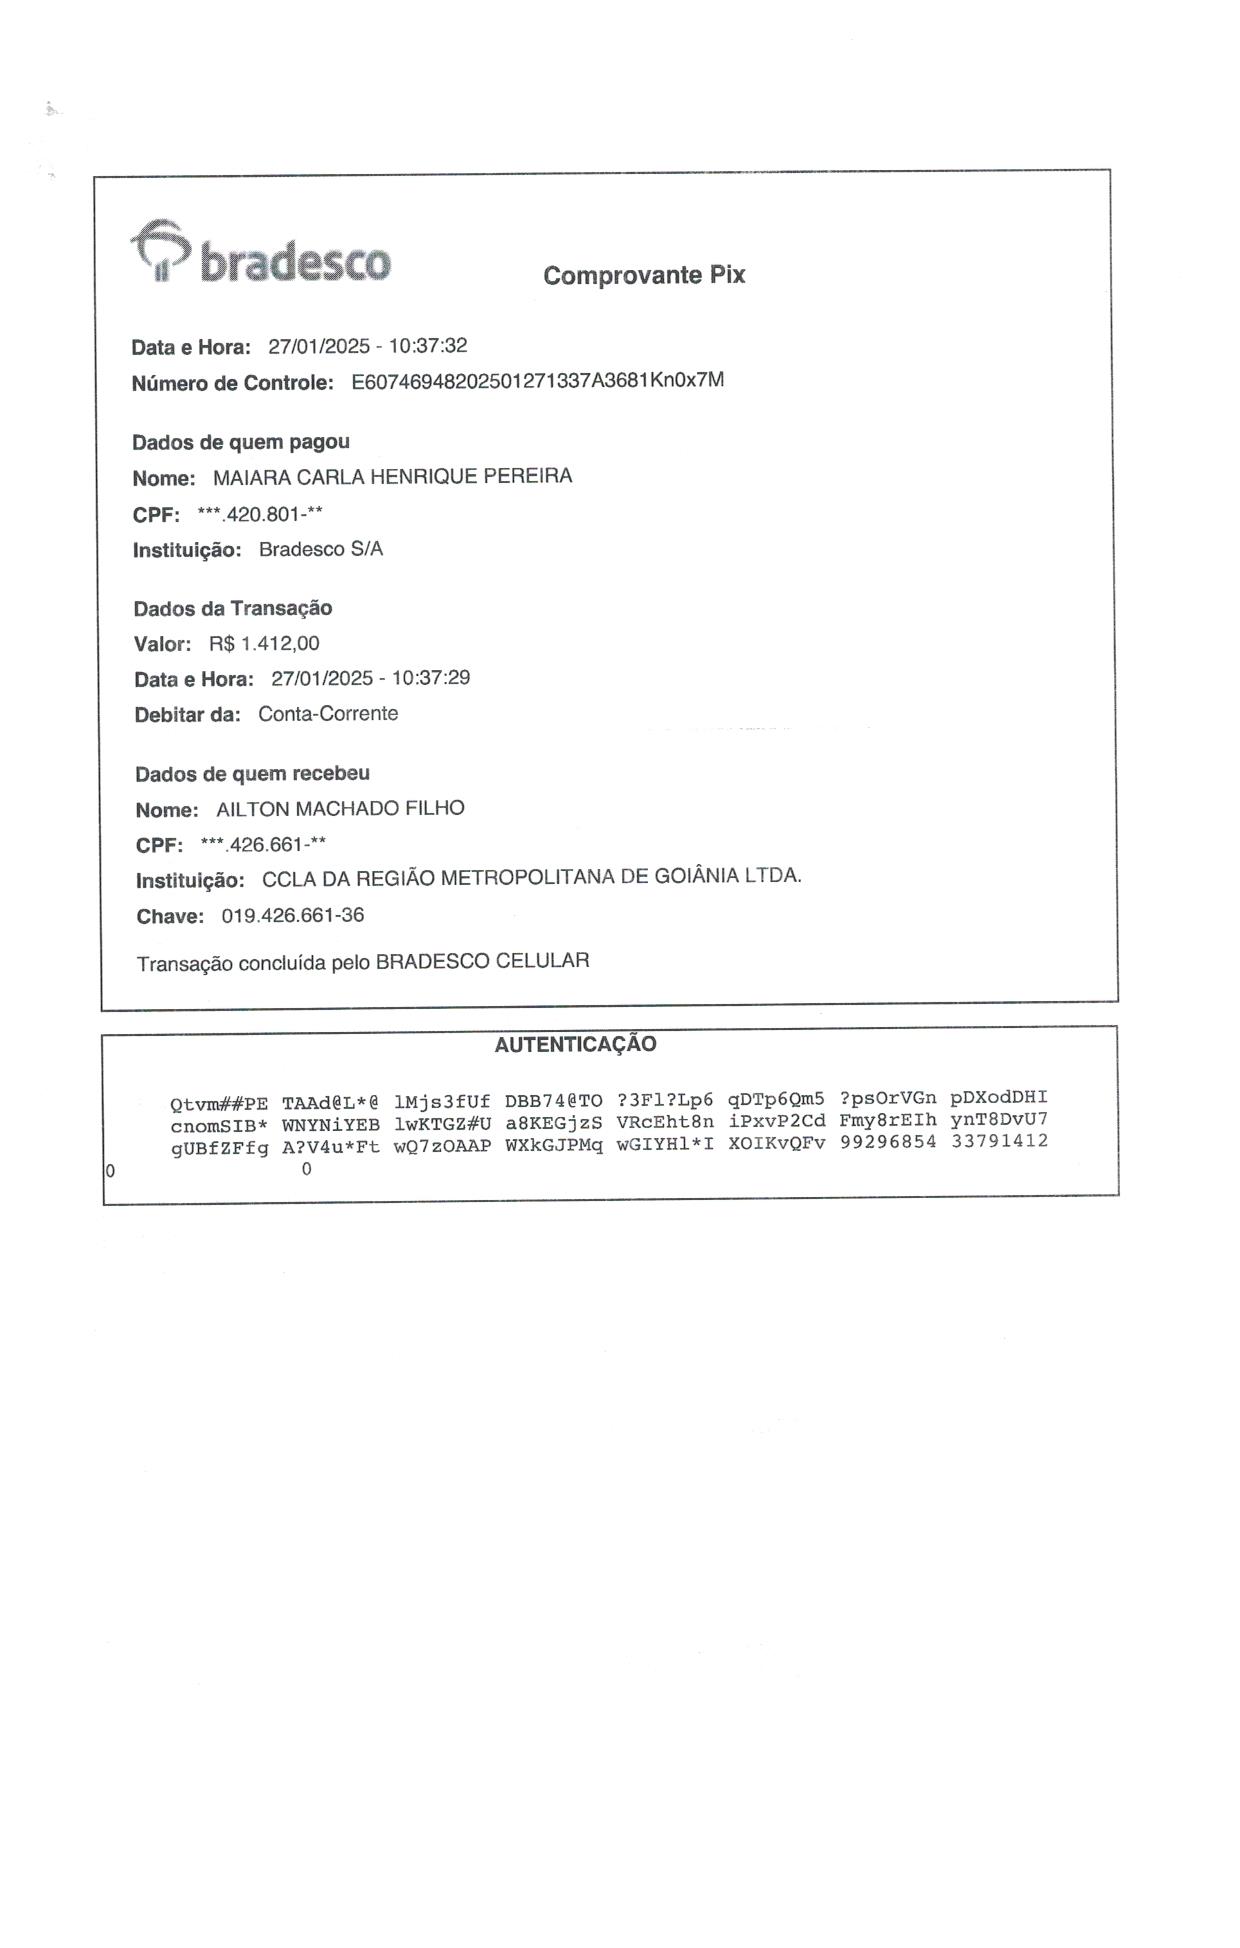 bradesco
Comprovante Pix
Data e Hora: 27/01/2025 - 10:37:32
Número de Controle: E60746948202501271337A3681Kn0x7M
Dados de quem pagou
Nome: MAIARA CARLA HENRIQUE PEREIRA
CPF: ***.420.801-**
Instituição: Bradesco S/A
Dados da Transação
Valor: R$ 1.412,00
Data e Hora: 27/01/2025 - 10:37:29
Debitar da: Conta-Corrente
Dados de quem recebeu
Nome: AILTON MACHADO FILHO
CPF: ***.426.661-**
Instituição: CCLA DA REGIÃO METROPOLITANA DE GOIÂNIA LTDA.
Chave: 019.426.661-36
Transação concluída pelo BRADESCO CELULAR
AUTENTICAÇÃO
Qtvm##PE TAAd@L*@ lMjs3fUf DBB74@TO ?3Fl?Lp6 qDTp6Qm5 ?psOrVGn pDXodDHI
cnomSIB* WNYNiYEB lwKTGZ#U a8KEGjzS VRcEht8n iPxvP2Cd Fmy8rEIh ynT8DvU7
gUBfZFfg A?V4u*Ft wQ7zOAAP WXkGJPMq wGIYHl*I XOIKvQFv 99296854 33791412
0 0